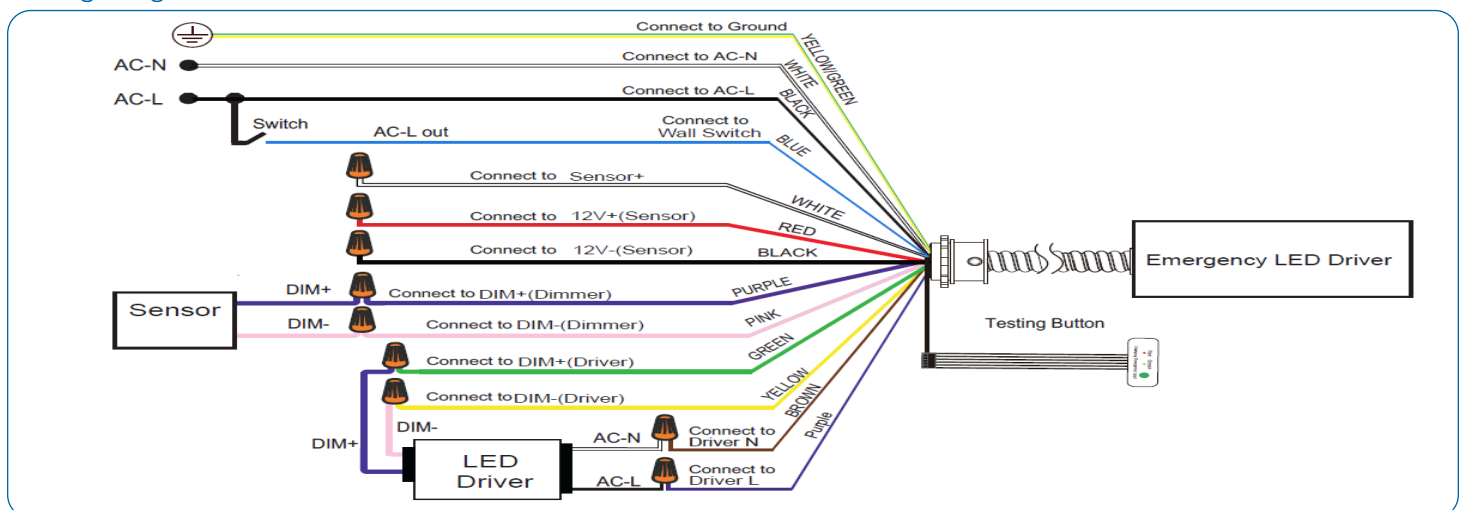 Connect to Ground
YELLOW/GREEN
AC-N
Connect to AC-N
WHITE
AC-L
Connect to AC-L
BLACK
Switch
AC-L out
Connect to
Wall Switch
BLUE
Connect to Sensor+
WHITE
Connect to 12V+(Sensor)
RED
Connect to 12V-(Sensor)
BLACK
Emergency LED Driver
Sensor
DIM+
Connect to DIM+(Dimmer)
PURPLE
DIM-
Connect to DIM-(Dimmer)
PINK
Testing Button
Connect to DIM+(Driver)
GREEN
Connect to DIM-(Driver)
YELLOW
BROWN
Purple
DIM-
DIM+
LED
Driver
AC-N
Connect to
Driver N
AC-L
Connect to
Driver L